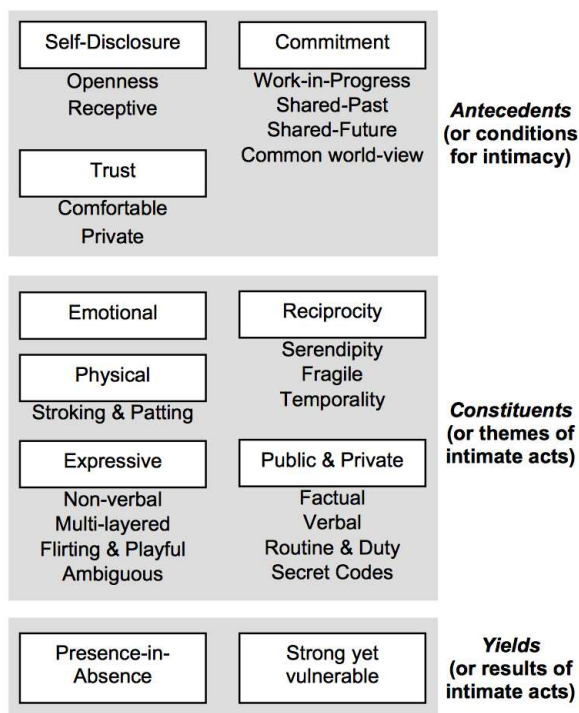 Self-Disclosure
Openness
Receptive
Trust
Comfortable
Private
Commitment
Work-in-Progress
Shared-Past
Shared-Future
Common world-view
Antecedents
(or conditions
for intimacy)
Emotional
Physical
Stroking & Patting
Expressive
Non-verbal
Multi-layered
Flirting & Playful
Ambiguous
Reciprocity
Serendipity
Fragile
Temporality
Public & Private
Factual
Verbal
Routine & Duty
Secret Codes
Constituents
(or themes of
intimate acts)
Presence-in-
Absence
Strong yet
vulnerable
Yields
(or results of
intimate acts)